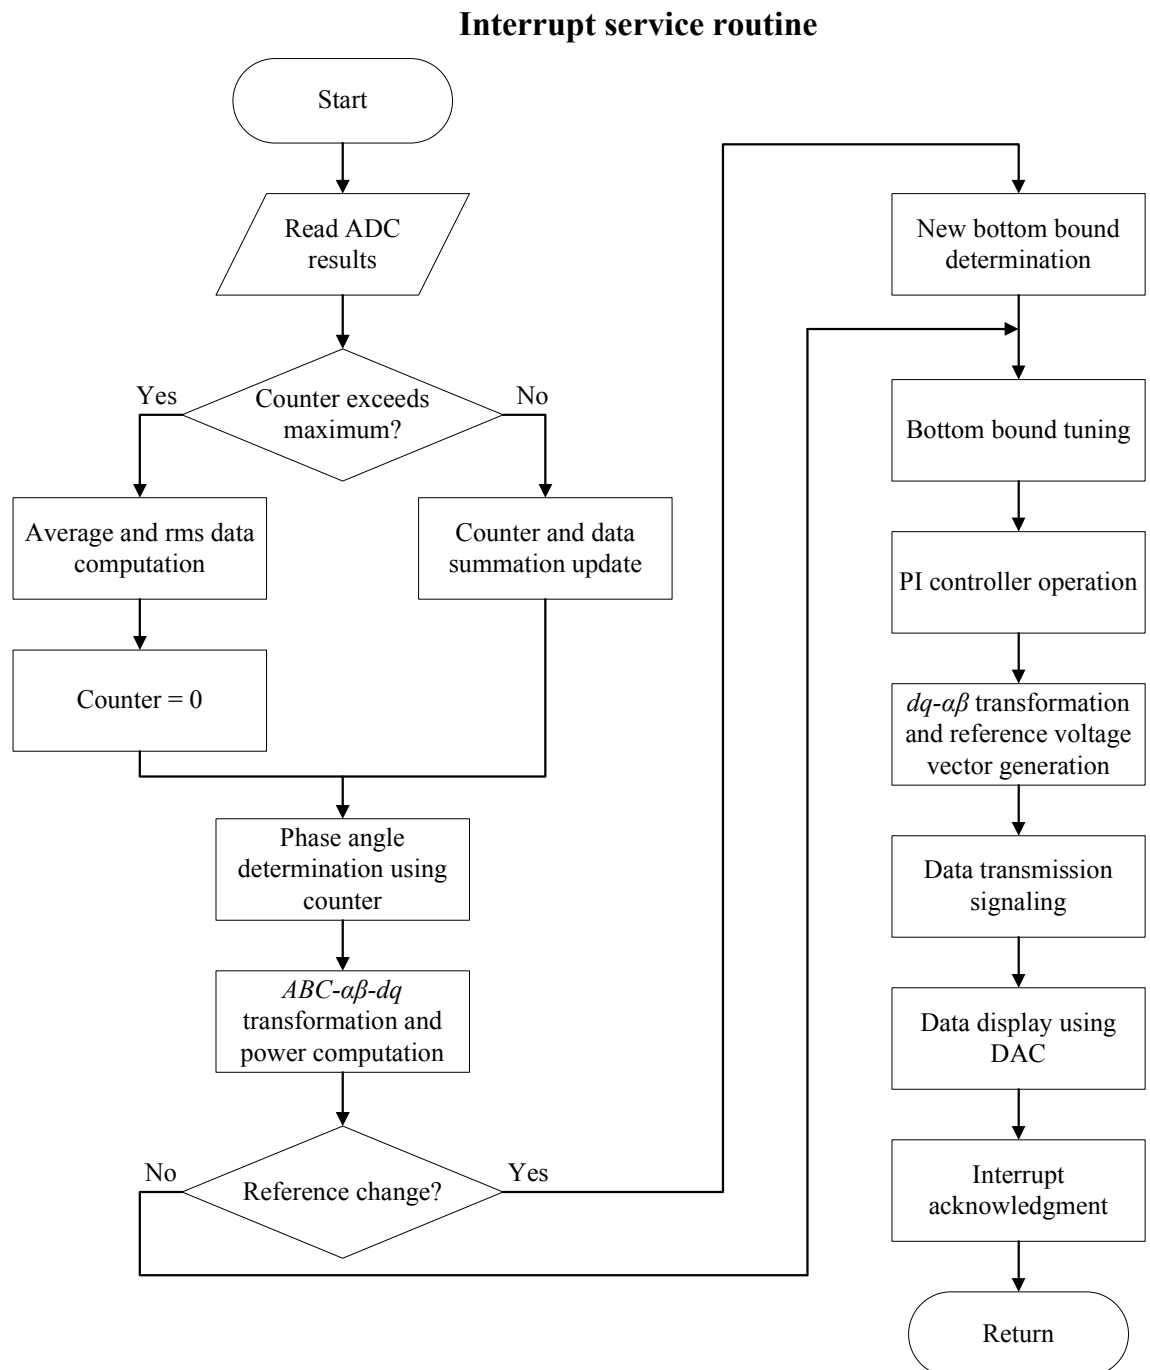 Interrupt service routine
Start
Read ADC
results
Yes
Counter exceeds
maximum?
No
Average and rms data
computation
Counter and data
summation update
Counter = 0
Phase angle
determination using
counter
ABC-αβ-dq
transformation and
power computation
No
Reference change?
Yes
New bottom bound
determination
Bottom bound tuning
PI controller operation
dq-αβ transformation
and reference voltage
vector generation
Data transmission
signaling
Data display using
DAC
Interrupt
acknowledgment
Return